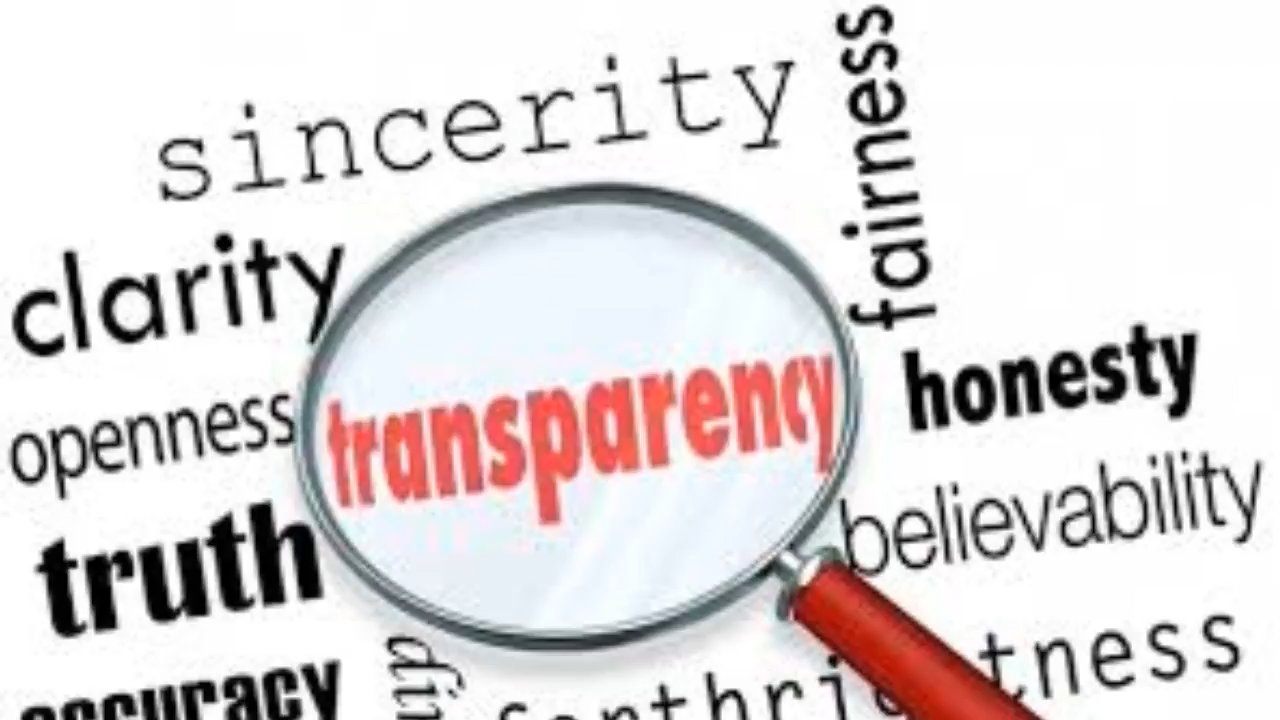 sincerity
fairness
clarity
transparency
honesty
openness
believability
truth
accuracy